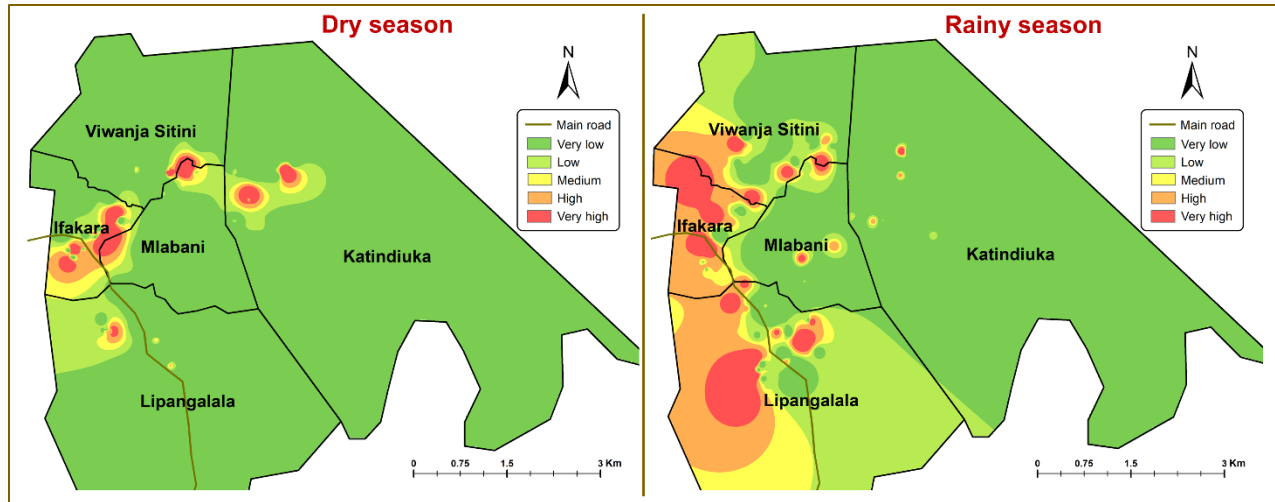 Dry season
N
Main road
Very low
Low
Medium
High
Very high
Viwanja Sitini
Ifakara
Mlabani
Katindiuka
Lipangalala
0 0.75 1.5 3 Km
Rainy season
N
Main road
Very low
Low
Medium
High
Very high
Viwanja Sitini
Ifakara
Mlabani
Katindiuka
Lipangalala
0 0.75 1.5 3 Km